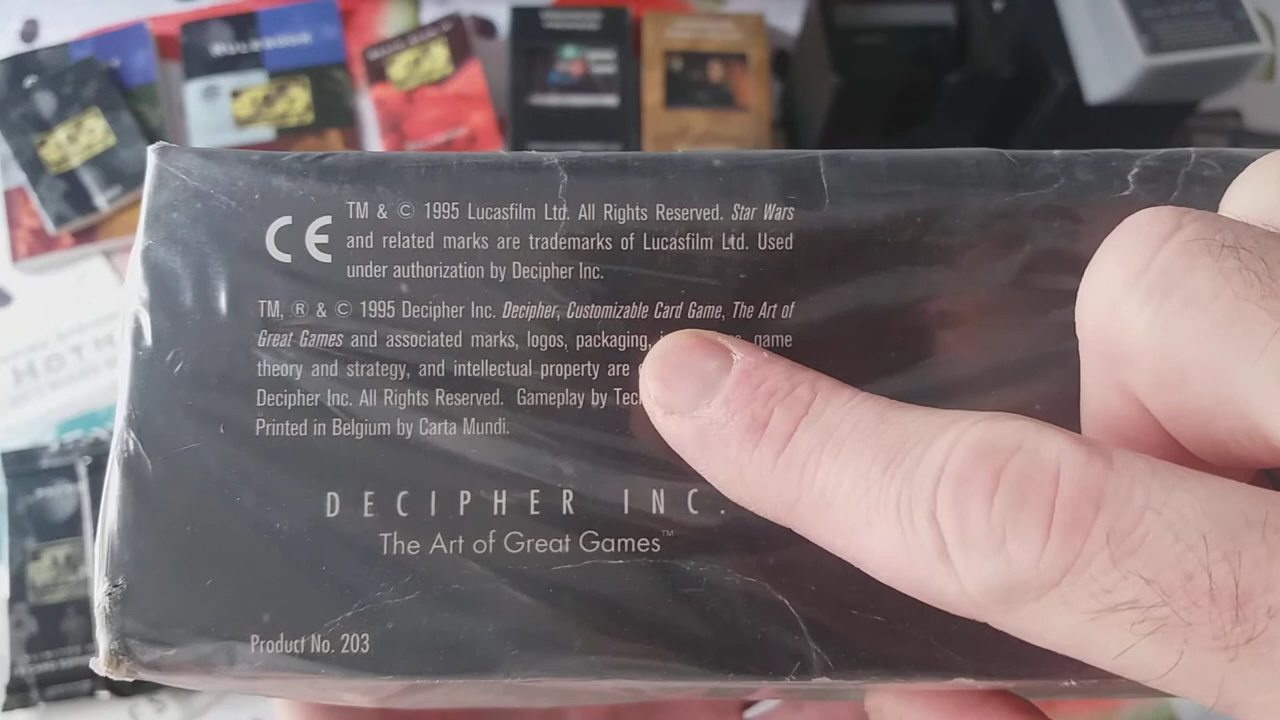 CE
TM & © 1995 Lucasfilm Ltd. All Rights Reserved. Star Wars
and related marks are trademarks of Lucasfilm Ltd. Used
under authorization by Decipher Inc.
TM, ® & © 1995 Decipher Inc. Decipher, Customizable Card Game, The Art of
Great Games and associated marks, logos, packaging, game
theory and strategy, and intellectual property are
Decipher Inc. All Rights Reserved. Gameplay by
Printed in Belgium by Carta Mundi.
DECIPHER INC.
The Art of Great Games™
Product No. 203